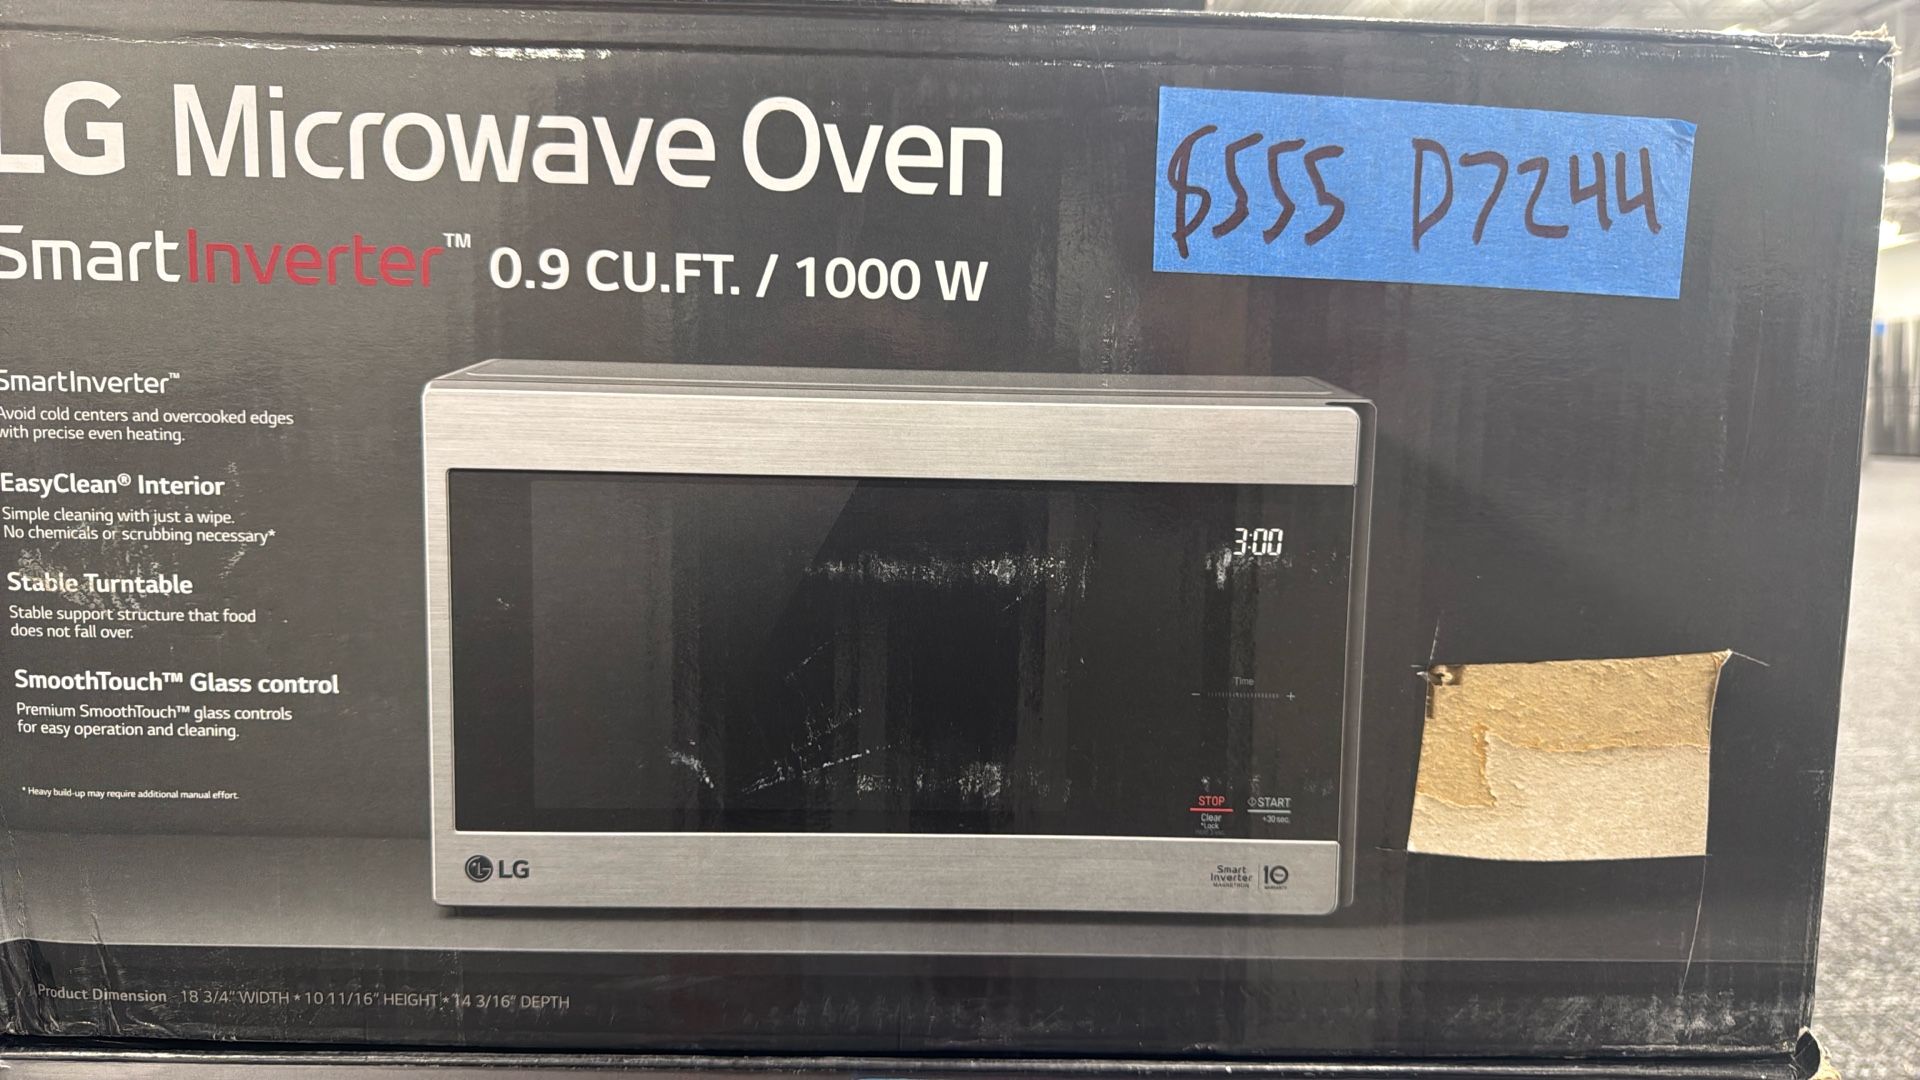 LG Microwave Oven
$555 D7244
SmartInverter™ 0.9 CU.FT. / 1000 W
SmartInverter™
Avoid cold centers and overcooked edges
with precise even heating.
EasyClean® Interior
Simple cleaning with just a wipe.
No chemicals or scrubbing necessary*
Stable Turntable
Stable support structure that food
does not fall over.
SmoothTouch™ Glass control
Premium SmoothTouch™ glass controls
for easy operation and cleaning.
* Heavy build-up may require additional manual effort.
3:00
Time
- +
STOP START
Clear +30 sec.
*Lock
LG
Smart
Inverter 10
MAGNETRON WARRANTY
Product Dimension 18 3/4" WIDTH * 10 11/16" HEIGHT * 14 3/16" DEPTH